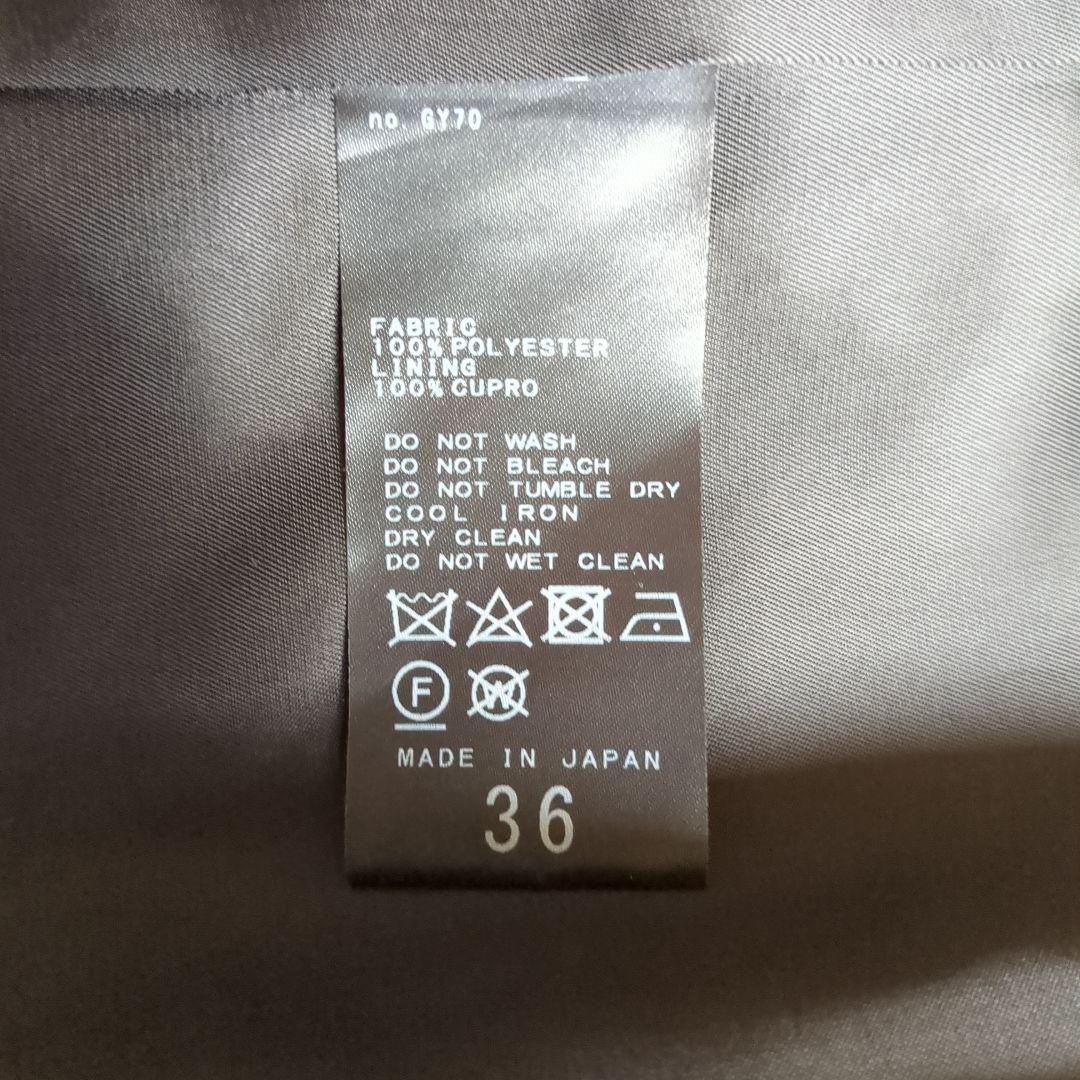 no. GY70
FABRIC
100% POLYESTER
LINING
100% CUPRO
DO NOT WASH
DO NOT BLEACH
DO NOT TUMBLE DRY
COOL IRON
DRY CLEAN
DO NOT WET CLEAN
F W
MADE IN JAPAN
36